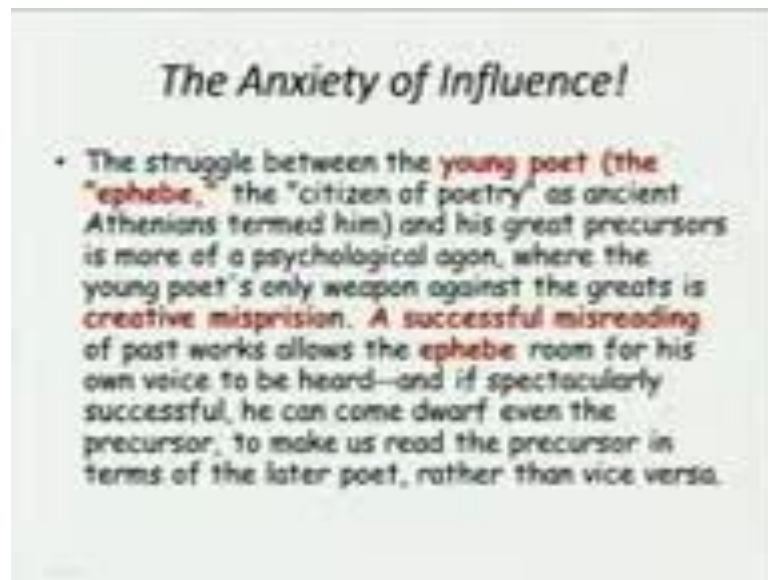 The Anxiety of Influence!
• The struggle between the young poet (the
"ephebe," the "citizen of poetry" as ancient
Athenians termed him) and his great precursors
is more of a psychological agon, where the
young poet's only weapon against the greats is
creative misprision. A successful misreading
of past works allows the ephebe room for his
own voice to be heard—and if spectacularly
successful, he can come dwarf even the
precursor, to make us read the precursor in
terms of the later poet, rather than vice versa.